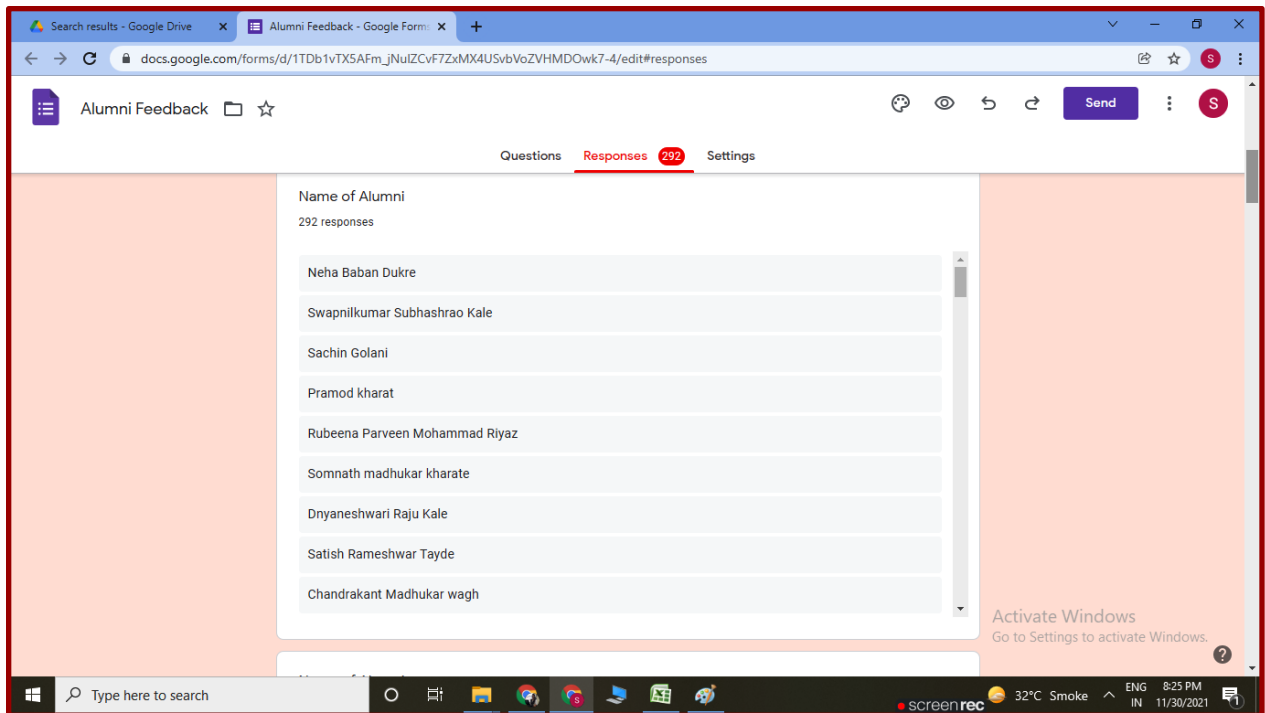 Search results - Google Drive
Alumni Feedback - Google Form
docs.google.com/forms/d/1TDb1vTX5AFm_jNuIZCvF7ZxMX4USvbVoZVHMDOwk7-4/edit#responses
S
Alumni Feedback
Send
S
Questions Responses 292 Settings
Name of Alumni
292 responses
Neha Baban Dukre
Swapnilkumar Subhashrao Kale
Sachin Golani
Pramod kharat
Rubeena Parveen Mohammad Riyaz
Somnath madhukar kharate
Dnyaneshwari Raju Kale
Satish Rameshwar Tayde
Chandrakant Madhukar wagh
Activate Windows
Go to Settings to activate Windows.
Type here to search
screenrec
32°C Smoke
ENG
IN
8:25 PM
11/30/2021
1